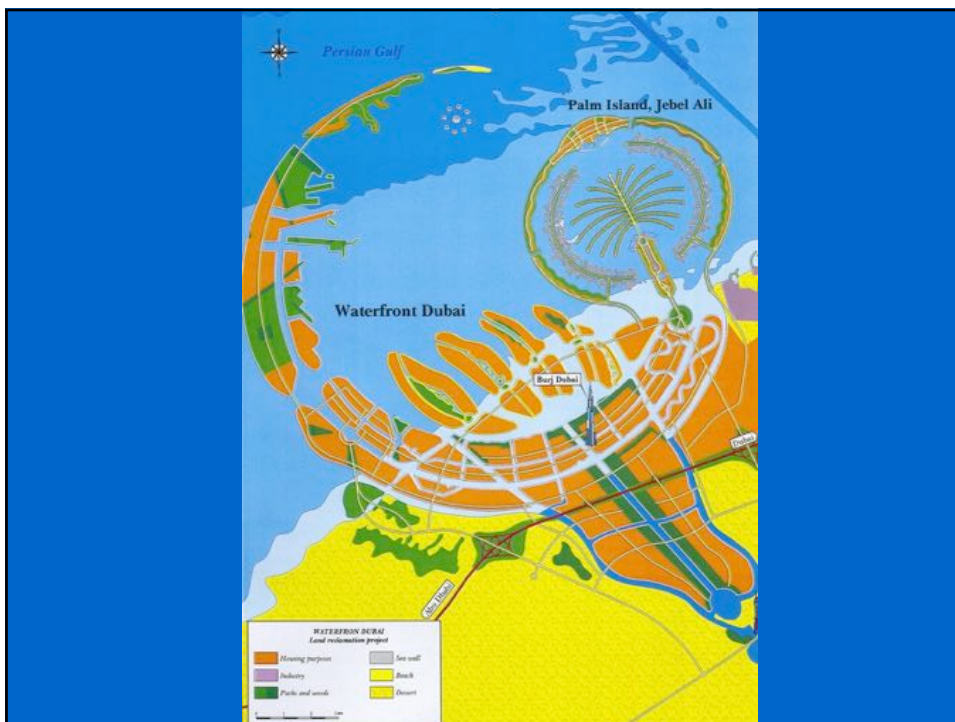 Persian Gulf
Palm Island, Jebel Ali
Waterfront Dubai
Burj Dubai
Dubai
Abu Dhabi
WATERFRON DUBAI
Land reclamation project
Housing purposes
Sea wall
Industry
Beach
Parks and woods
Desert